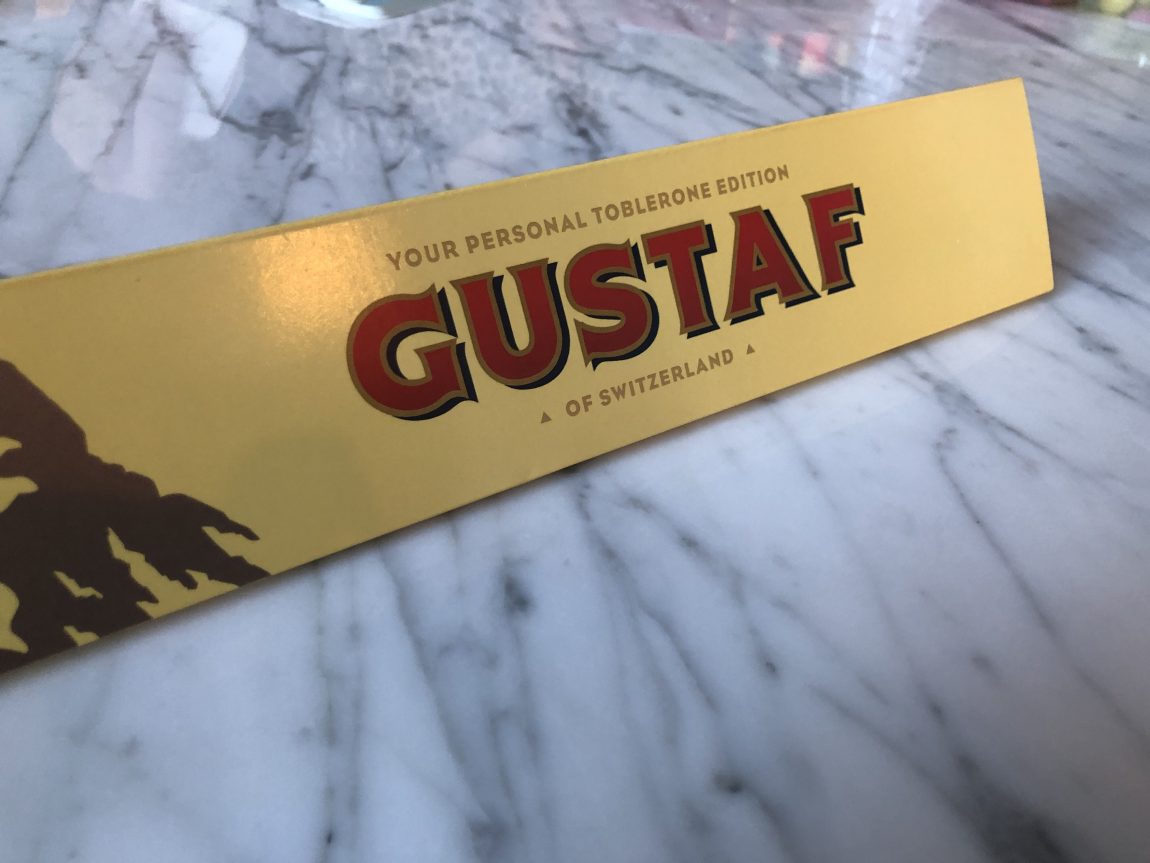 YOUR PERSONAL TOBLERONE EDITION
GUSTAF
OF SWITZERLAND